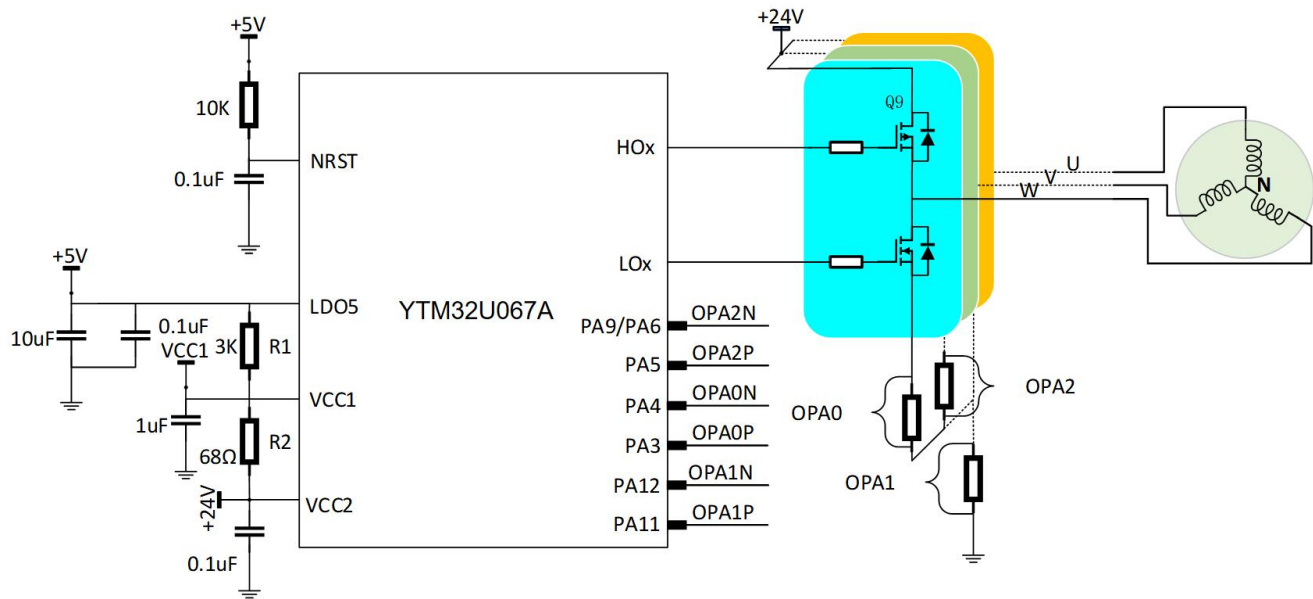 +5V
10K
NRST
0.1uF
+5V
LDO5
10uF
0.1uF
VCC1
3K
R1
VCC1
1uF
R2
68Ω
+24V
VCC2
0.1uF
YTM32U067A
HOx
LOx
PA9/PA6
OPA2N
PA5
OPA2P
PA4
OPA0N
PA3
OPA0P
PA12
OPA1N
PA11
OPA1P
+24V
Q9
U
V
W
N
OPA0
OPA2
OPA1